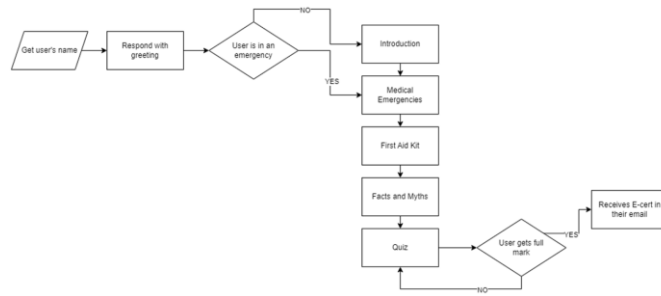 NO
Get user's name
Respond with
greeting
User is in an
emergency
Introduction
YES
Medical
Emergencies
First Aid Kit
Facts and Myths
Receives E-cert in
their email
YES
Quiz
User gets full
mark
NO